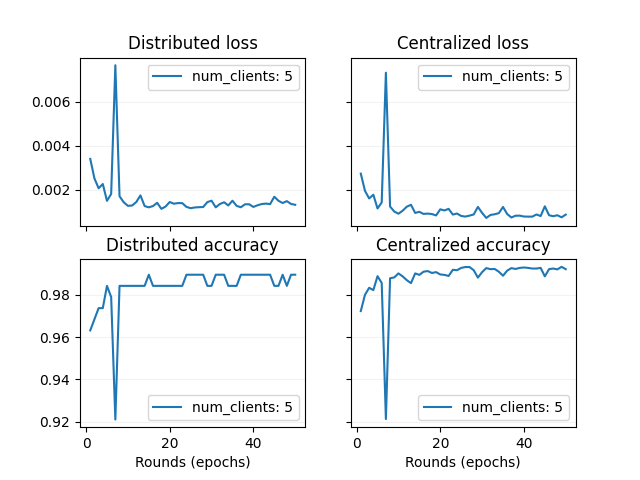 Distributed loss
Centralized loss
num_clients: 5
num_clients: 5
0.006
0.004
0.002
Distributed accuracy
Centralized accuracy
0.98
0.96
0.94
0.92
num_clients: 5
num_clients: 5
0 20 40
0 20 40
Rounds (epochs)
Rounds (epochs)